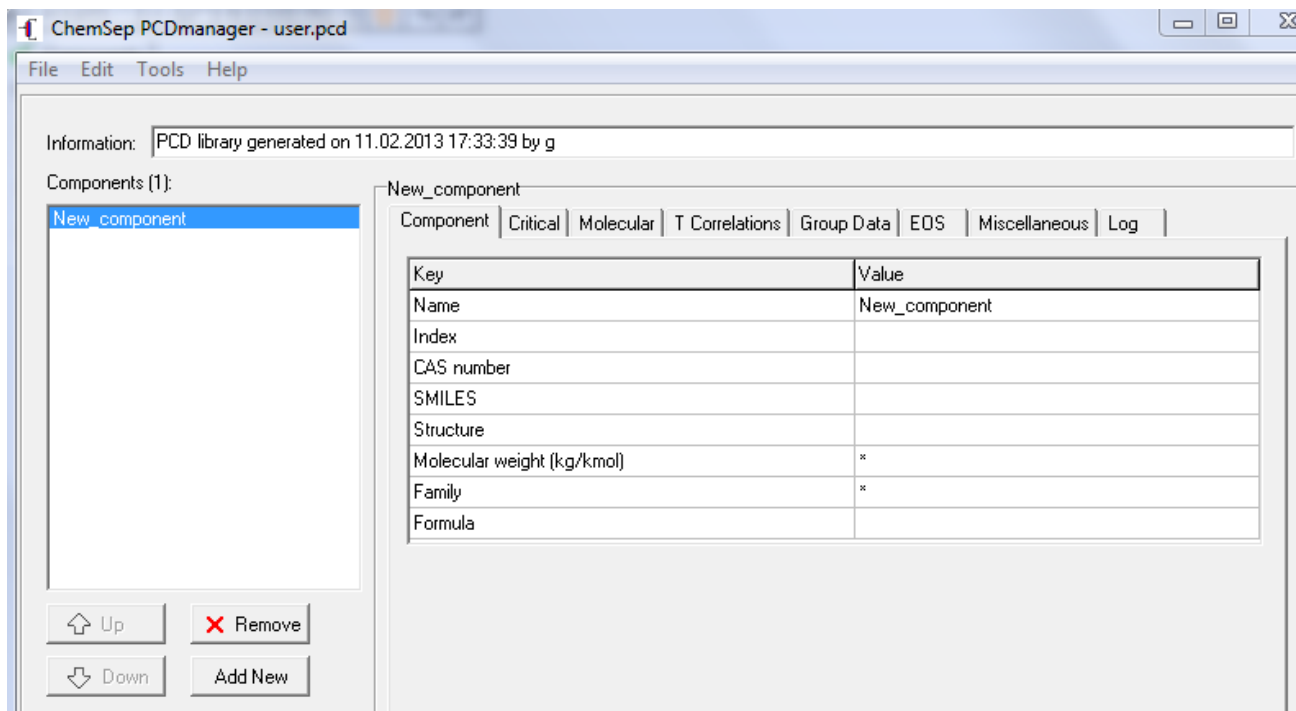 ChemSep PCDmanager - user.pcd
File Edit Tools Help
Information: PCD library generated on 11.02.2013 17:33:39 by g
Components (1):
New_component
New_component
Component Critical Molecular T Correlations Group Data EOS Miscellaneous Log
Key Value
Name New_component
Index
CAS number
SMILES
Structure
Molecular weight (kg/kmol) *
Family *
Formula
Up Remove
Down Add New